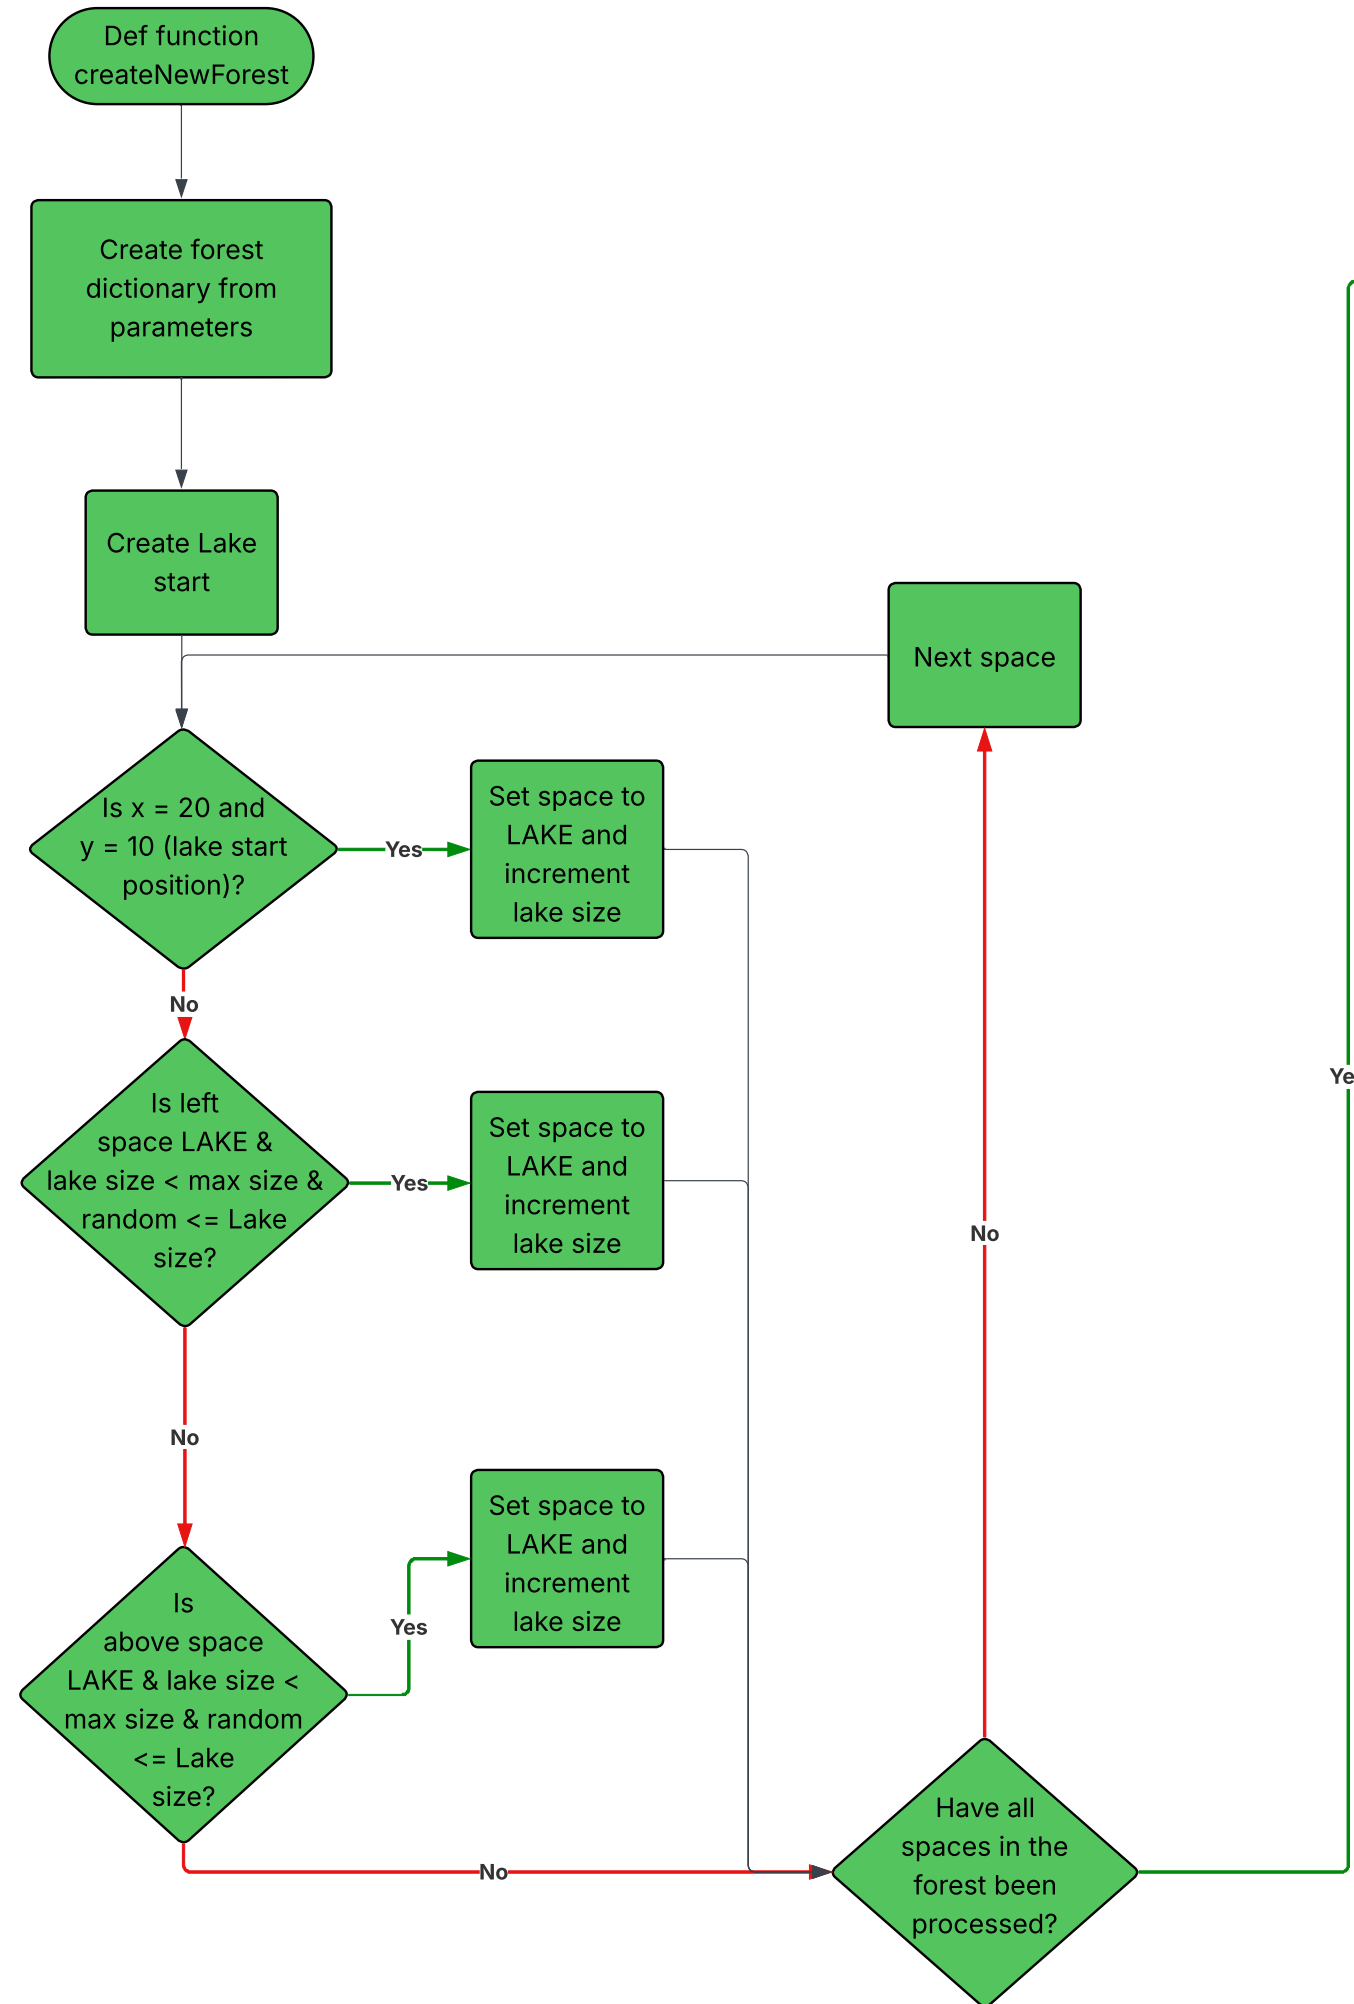 Def function
createNewForest
Create forest
dictionary from
parameters
Create Lake
start
Next space
Is x = 20 and
y = 10 (lake start
position)?
Yes
Set space to
LAKE and
increment
lake size
No
Is left
space LAKE &
lake size < max size &
random <= Lake
size?
Yes
Set space to
LAKE and
increment
lake size
No
Ye
No
Is
above space
LAKE & lake size <
max size & random
<= Lake
size?
Yes
Set space to
LAKE and
increment
lake size
No
Have all
spaces in the
forest been
processed?